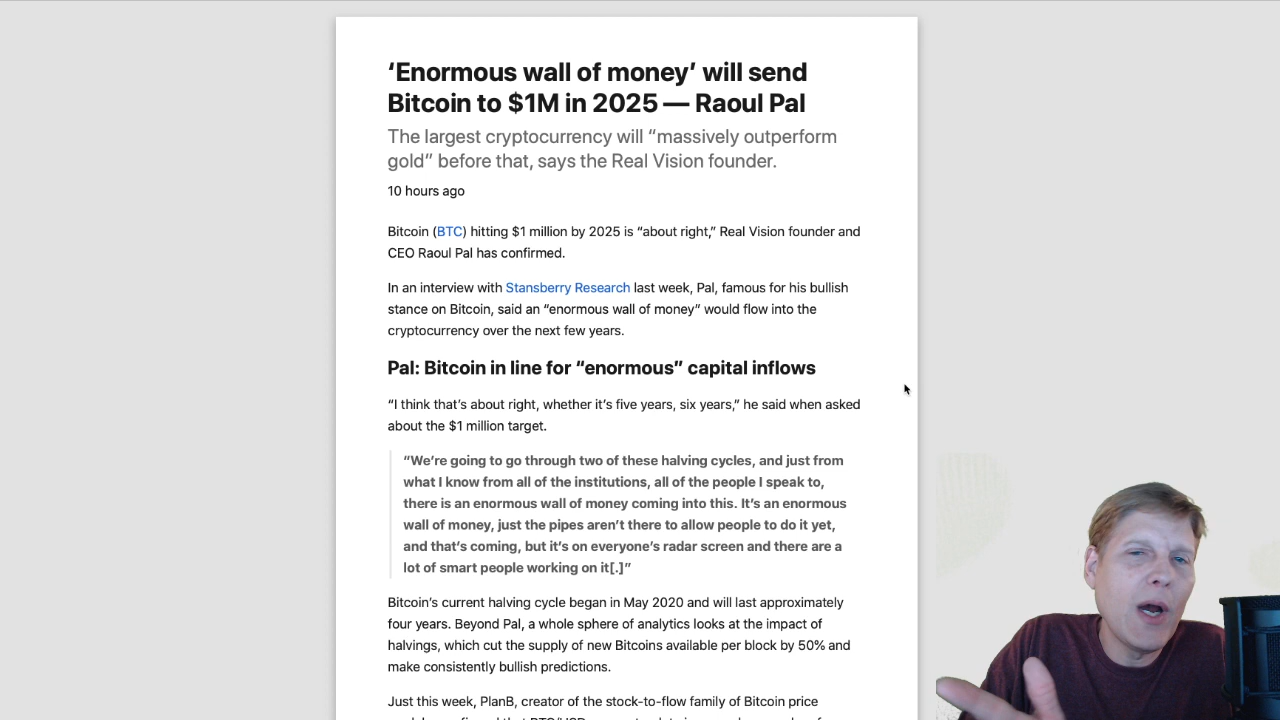 ‘Enormous wall of money’ will send
Bitcoin to $1M in 2025 — Raoul Pal
The largest cryptocurrency will “massively outperform
gold” before that, says the Real Vision founder.
10 hours ago
Bitcoin (BTC) hitting $1 million by 2025 is “about right,” Real Vision founder and
CEO Raoul Pal has confirmed.
In an interview with Stansberry Research last week, Pal, famous for his bullish
stance on Bitcoin, said an “enormous wall of money” would flow into the
cryptocurrency over the next few years.
Pal: Bitcoin in line for “enormous” capital inflows
“I think that’s about right, whether it’s five years, six years,” he said when asked
about the $1 million target.
“We’re going to go through two of these halving cycles, and just from
what I know from all of the institutions, all of the people I speak to,
there is an enormous wall of money coming into this. It’s an enormous
wall of money, just the pipes aren’t there to allow people to do it yet,
and that’s coming, but it’s on everyone’s radar screen and there are a
lot of smart people working on it[.]”
Bitcoin’s current halving cycle began in May 2020 and will last approximately
four years. Beyond Pal, a whole sphere of analytics looks at the impact of
halvings, which cut the supply of new Bitcoins available per block by 50% and
make consistently bullish predictions.
Just this week, PlanB, creator of the stock-to-flow family of Bitcoin price